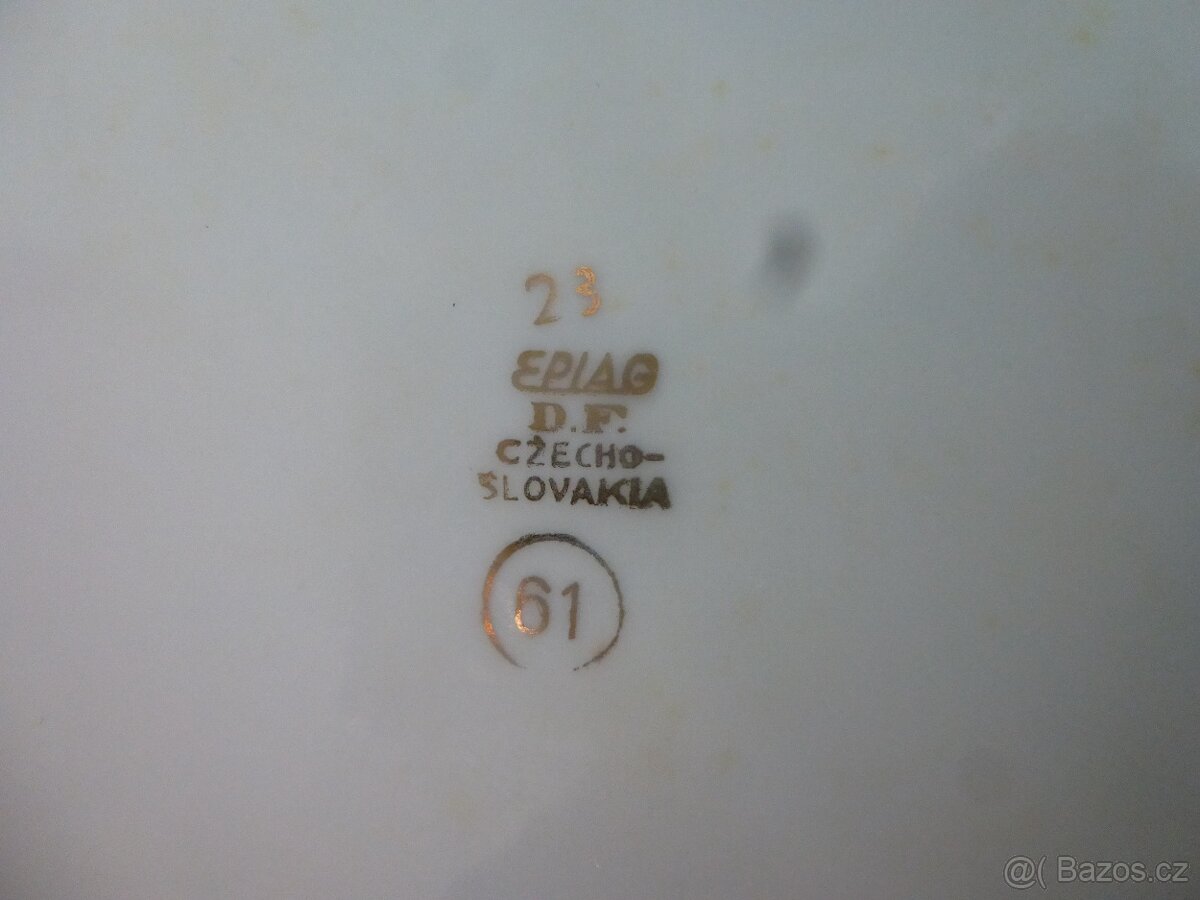 23
EPIAG
D.F.
CZECHO-
SLOVAKIA
61
@( Bazos.cz